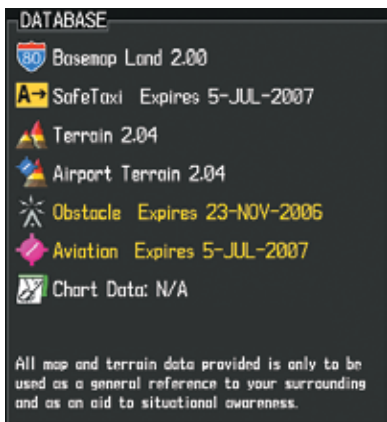 DATABASE
80 Basemap Land 2.00
A→ SafeTaxi Expires 5-JUL-2007
Terrain 2.04
Airport Terrain 2.04
Obstacle Expires 23-NOV-2006
Aviation Expires 5-JUL-2007
Chart Data: N/A
All map and terrain data provided is only to be
used as a general reference to your surrounding
and as an aid to situational awareness.